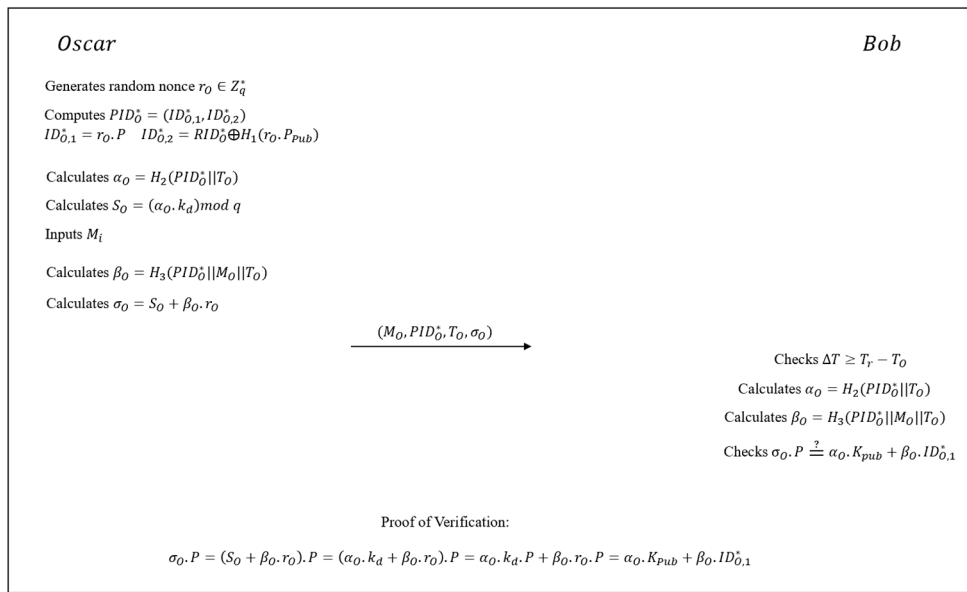 Oscar
Bob
Generates random nonce r_O ∈ Z_q^*
Computes PID_O^* = (ID_{O,1}^*, ID_{O,2}^*)
ID_{O,1}^* = r_O.P ID_{O,2}^* = RID_O^*⊕H_1(r_O.P_{Pub})
Calculates α_O = H_2(PID_O^*||T_O)
Calculates S_O = (α_O.k_d)mod q
Inputs M_i
Calculates β_O = H_3(PID_O^*||M_O||T_O)
Calculates σ_O = S_O + β_O.r_O
(M_O, PID_O^*, T_O, σ_O)
Checks ΔT ≥ T_r − T_O
Calculates α_O = H_2(PID_O^*||T_O)
Calculates β_O = H_3(PID_O^*||M_O||T_O)
Checks σ_O.P ≟ α_O.K_{pub} + β_O.ID_{O,1}^*
Proof of Verification:
σ_O.P = (S_O + β_O.r_O).P = (α_O.k_d + β_O.r_O).P = α_O.k_d.P + β_O.r_O.P = α_O.K_{Pub} + β_O.ID_{O,1}^*